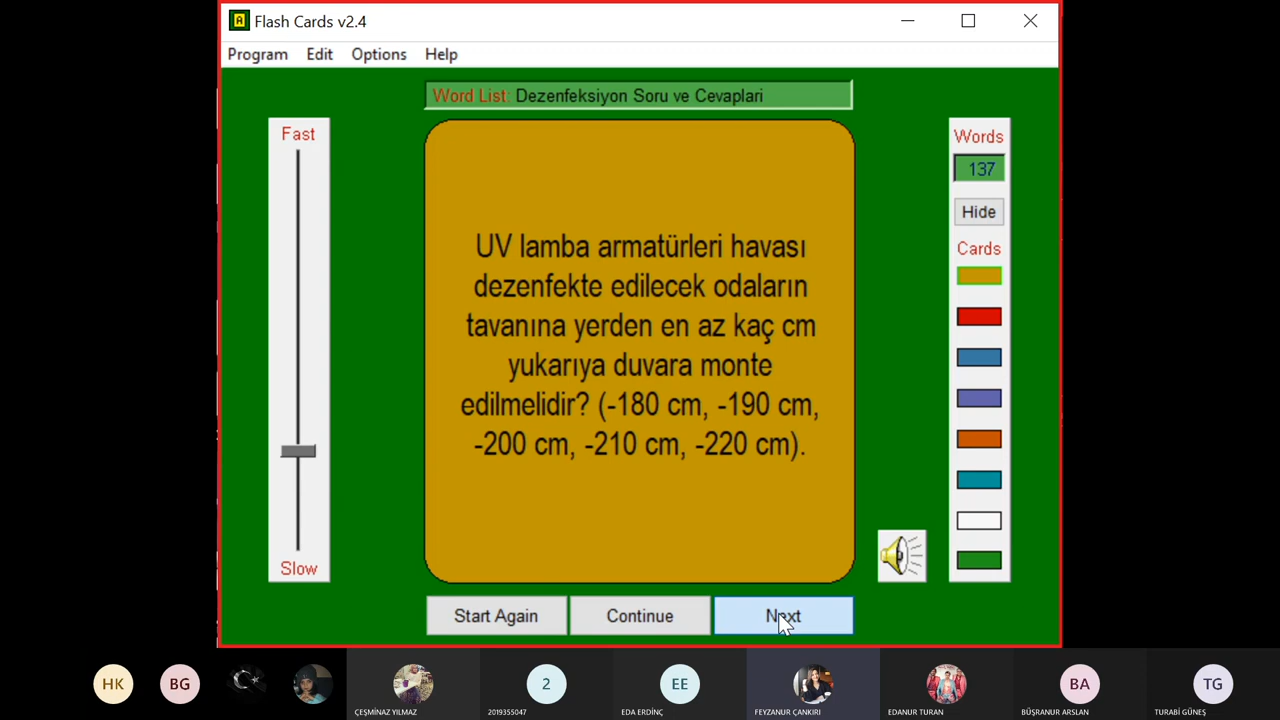 Flash Cards v2.4
Program Edit Options Help
Word List: Dezenfeksiyon Soru ve Cevaplari
Fast
Slow
UV lamba armatürleri havası
dezenfekte edilecek odaların
tavanına yerden en az kaç cm
yukarıya duvara monte
edilmelidir? (-180 cm, -190 cm,
-200 cm, -210 cm, -220 cm).
Words
137
Hide
Cards
Start Again Continue Next
HK BG 2 EE BA TG
ÇEŞMİNAZ YILMAZ 2019355047 EDA ERDİNÇ FEYZANUR ÇANKIRI EDANUR TURAN BÜŞRANUR ARSLAN TURABİ GÜNEŞ